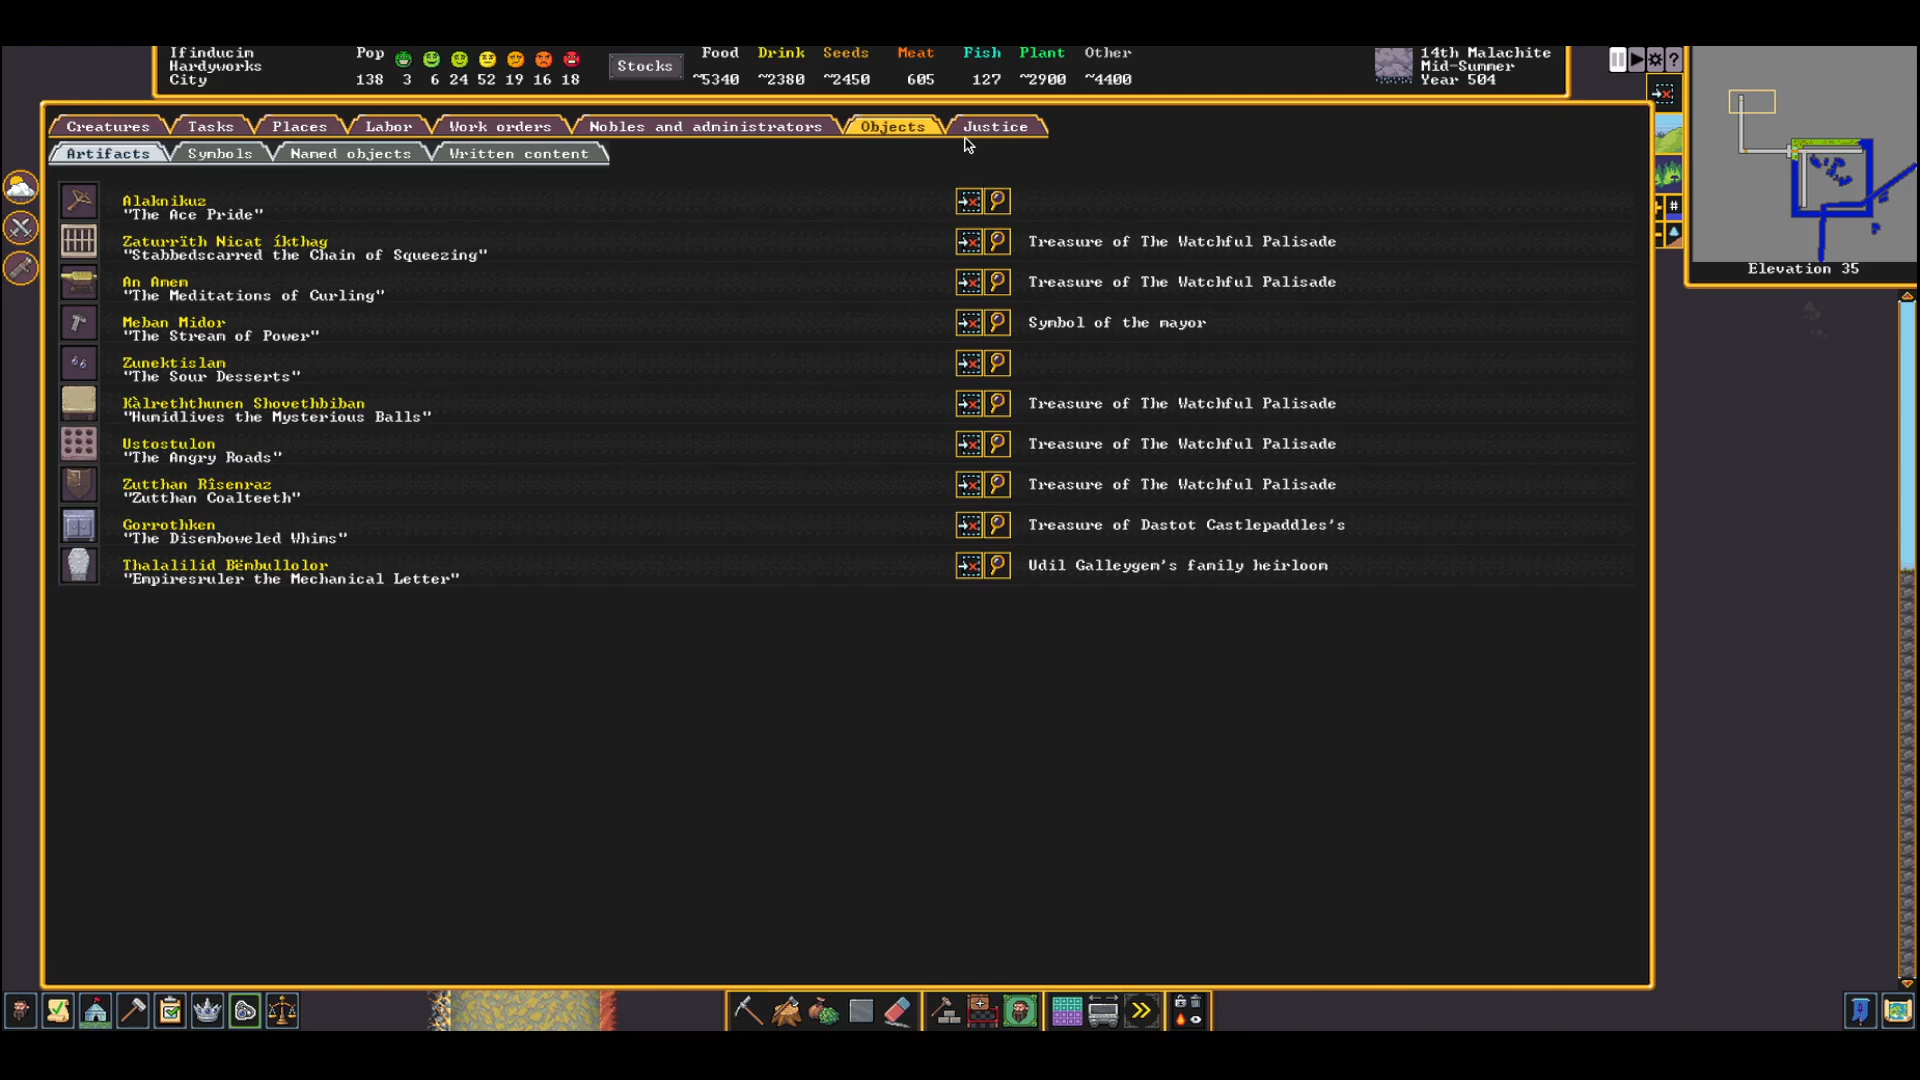 Ifinducim Pop Food Drink Seeds Meat Fish Plant Other 14th Malachite
Hardyworks Stocks Mid-Summer
City 138 3 6 24 52 19 16 18 ~5340 ~2380 ~2450 605 127 ~2900 ~4400 Year 504
Creatures Tasks Places Labor Work orders Nobles and administrators Objects Justice
Artifacts Symbols Named objects Written content
Alaknikuz
"The Ace Pride"
Zaturrïth Nicat íkthag Treasure of The Watchful Palisade
"Stabbedscarred the Chain of Squeezing"
An Amem Treasure of The Watchful Palisade
"The Meditations of Curling"
Meban Midor Symbol of the mayor
"The Stream of Power"
Zunektislam
"The Sour Desserts"
Kàlreththunen Shovethbiban Treasure of The Watchful Palisade
"Humidlives the Mysterious Balls"
Ustostulon Treasure of The Watchful Palisade
"The Angry Roads"
Zutthan Rîsenraz Treasure of The Watchful Palisade
"Zutthan Coalteeth"
Gorrothken Treasure of Dastot Castlepaddles's
"The Disemboweled Whims"
Thalalilid Bëmbullolor Udil Galleygem's family heirloom
"Empiresruler the Mechanical Letter"
Elevation 35